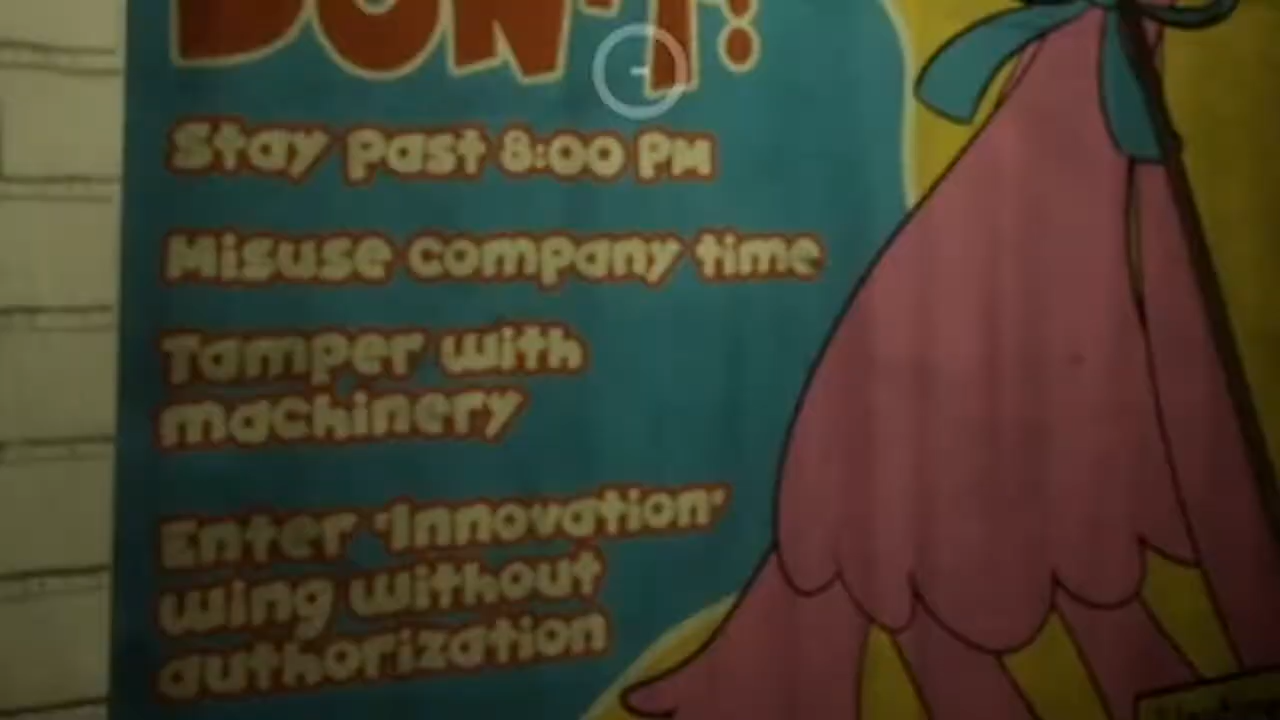 DON'T!
Stay past 8:00 PM
Misuse company time
Tamper with
machinery
Enter 'Innovation'
wing without
authorization